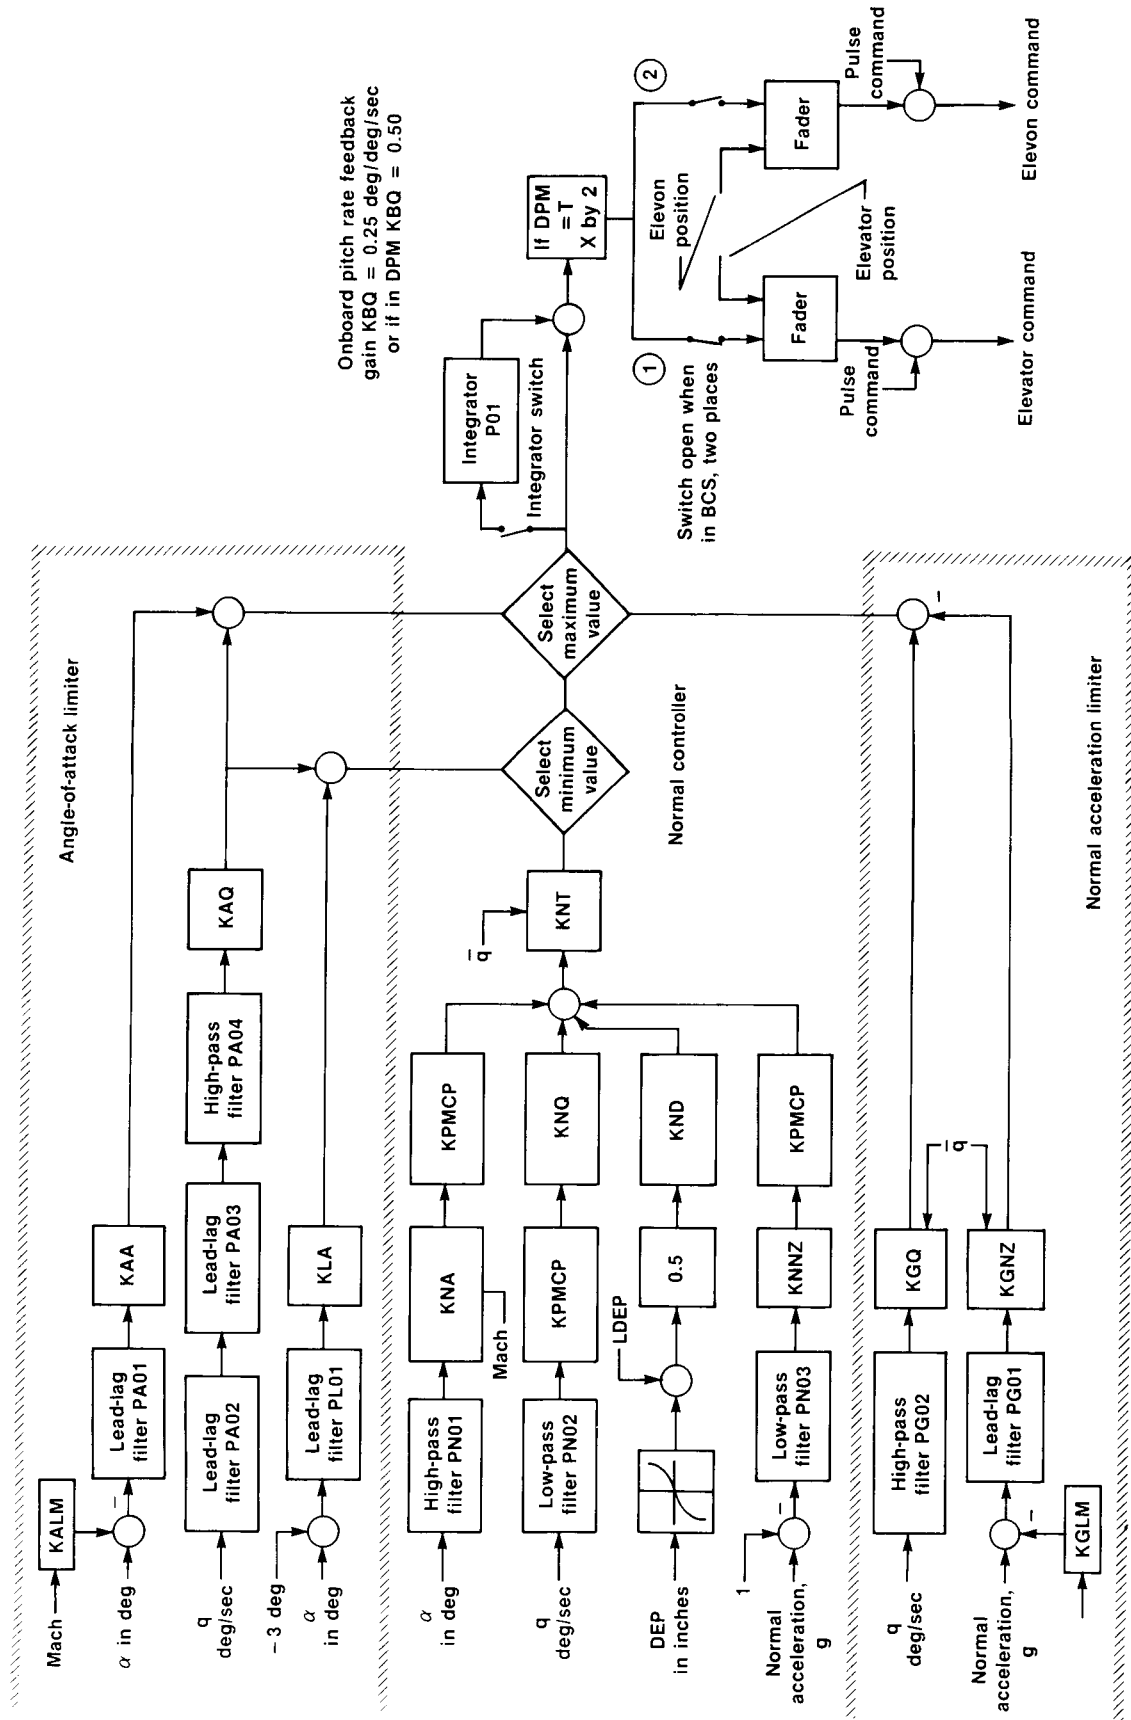 Onboard pitch rate feedback
gain KBQ = 0.25 deg/deg/sec
or if in DPM KBQ = 0.50
Angle-of-attack limiter
Mach
KALM
α in deg
–
Lead-lag
filter PA01
KAA
q
deg/sec
Lead-lag
filter PA02
Lead-lag
filter PA03
High-pass
filter PA04
KAQ
– 3 deg
α
in deg
Lead-lag
filter PL01
KLA
α
in deg
High-pass
filter PN01
KNA
Mach
KPMCP
q
deg/sec
Low-pass
filter PN02
KPMCP
KNQ
q̅
KNT
DEP
in inches
LDEP
0.5
KND
1
Normal
acceleration,
g
–
Low-pass
filter PN03
KNNZ
KPMCP
Normal controller
Select
minimum
value
Select
maximum
value
Integrator
P01
Integrator switch
If DPM
= T
X by 2
1
Switch open when
in BCS, two places
2
Elevon
position
Elevator
position
Fader
Fader
Pulse
command
Pulse
command
Elevator command
Elevon command
q
deg/sec
High-pass
filter PG02
KGQ
q̅
Normal
acceleration,
g
–
KGLM
Lead-lag
filter PG01
KGNZ
–
Normal acceleration limiter